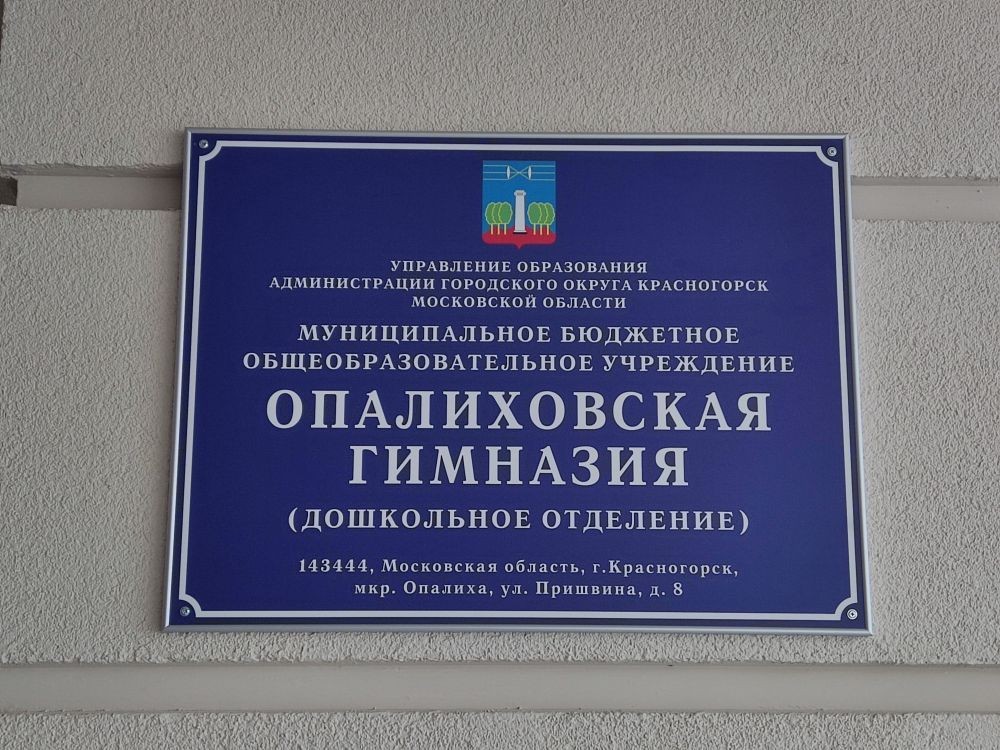 УПРАВЛЕНИЕ ОБРАЗОВАНИЯ
АДМИНИСТРАЦИИ ГОРОДСКОГО ОКРУГА КРАСНОГОРСК
МОСКОВСКОЙ ОБЛАСТИ
МУНИЦИПАЛЬНОЕ БЮДЖЕТНОЕ
ОБЩЕОБРАЗОВАТЕЛЬНОЕ УЧРЕЖДЕНИЕ
ОПАЛИХОВСКАЯ
ГИМНАЗИЯ
(ДОШКОЛЬНОЕ ОТДЕЛЕНИЕ)
143444, Московская область, г.Красногорск,
мкр. Опалиха, ул. Пришвина, д. 8